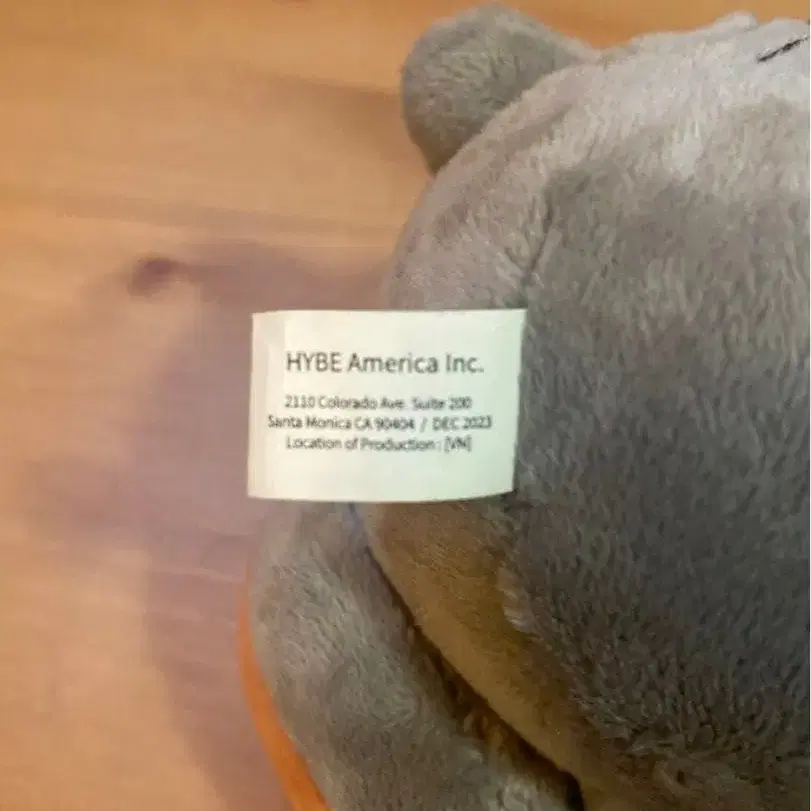 HYBE America Inc.
2110 Colorado Ave. Suite 200
Santa Monica CA 90404 / DEC 2023
Location of Production : [VN]